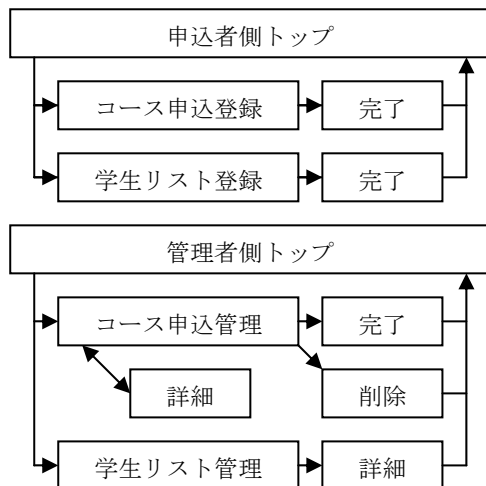 申込者側トップ
コース申込登録
完了
学生リスト登録
完了
管理者側トップ
コース申込管理
完了
詳細
削除
学生リスト管理
詳細